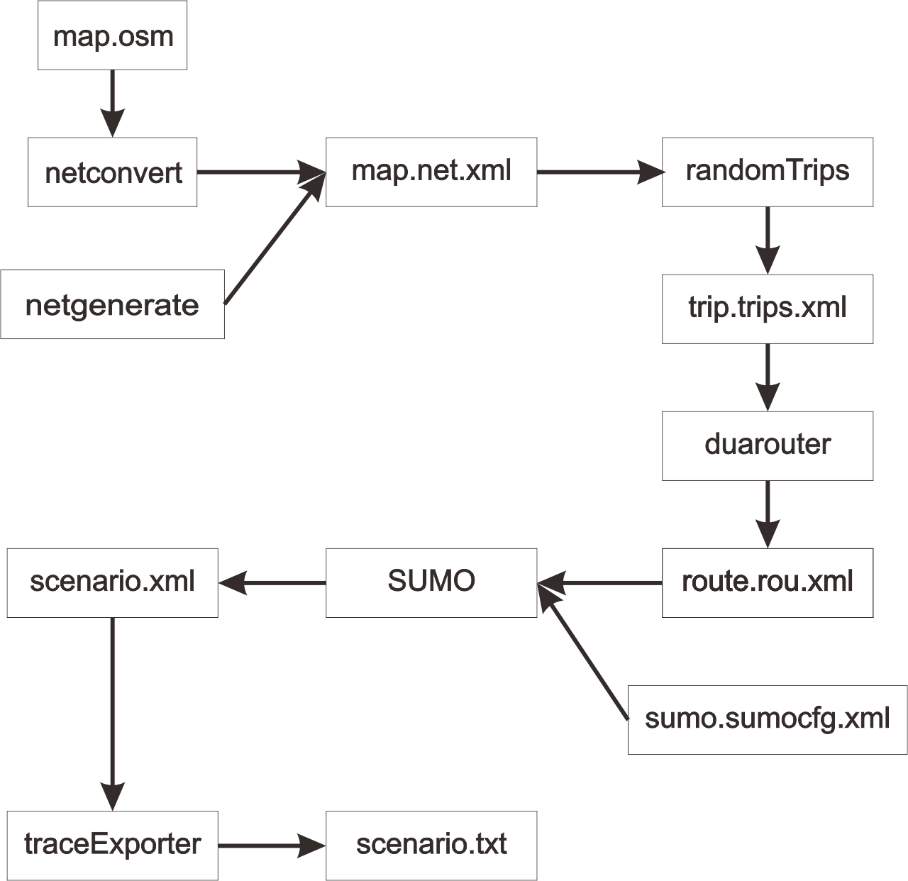 map.osm
netconvert
map.net.xml
randomTrips
netgenerate
trip.trips.xml
duarouter
scenario.xml
SUMO
route.rou.xml
sumo.sumocfg.xml
traceExporter
scenario.txt